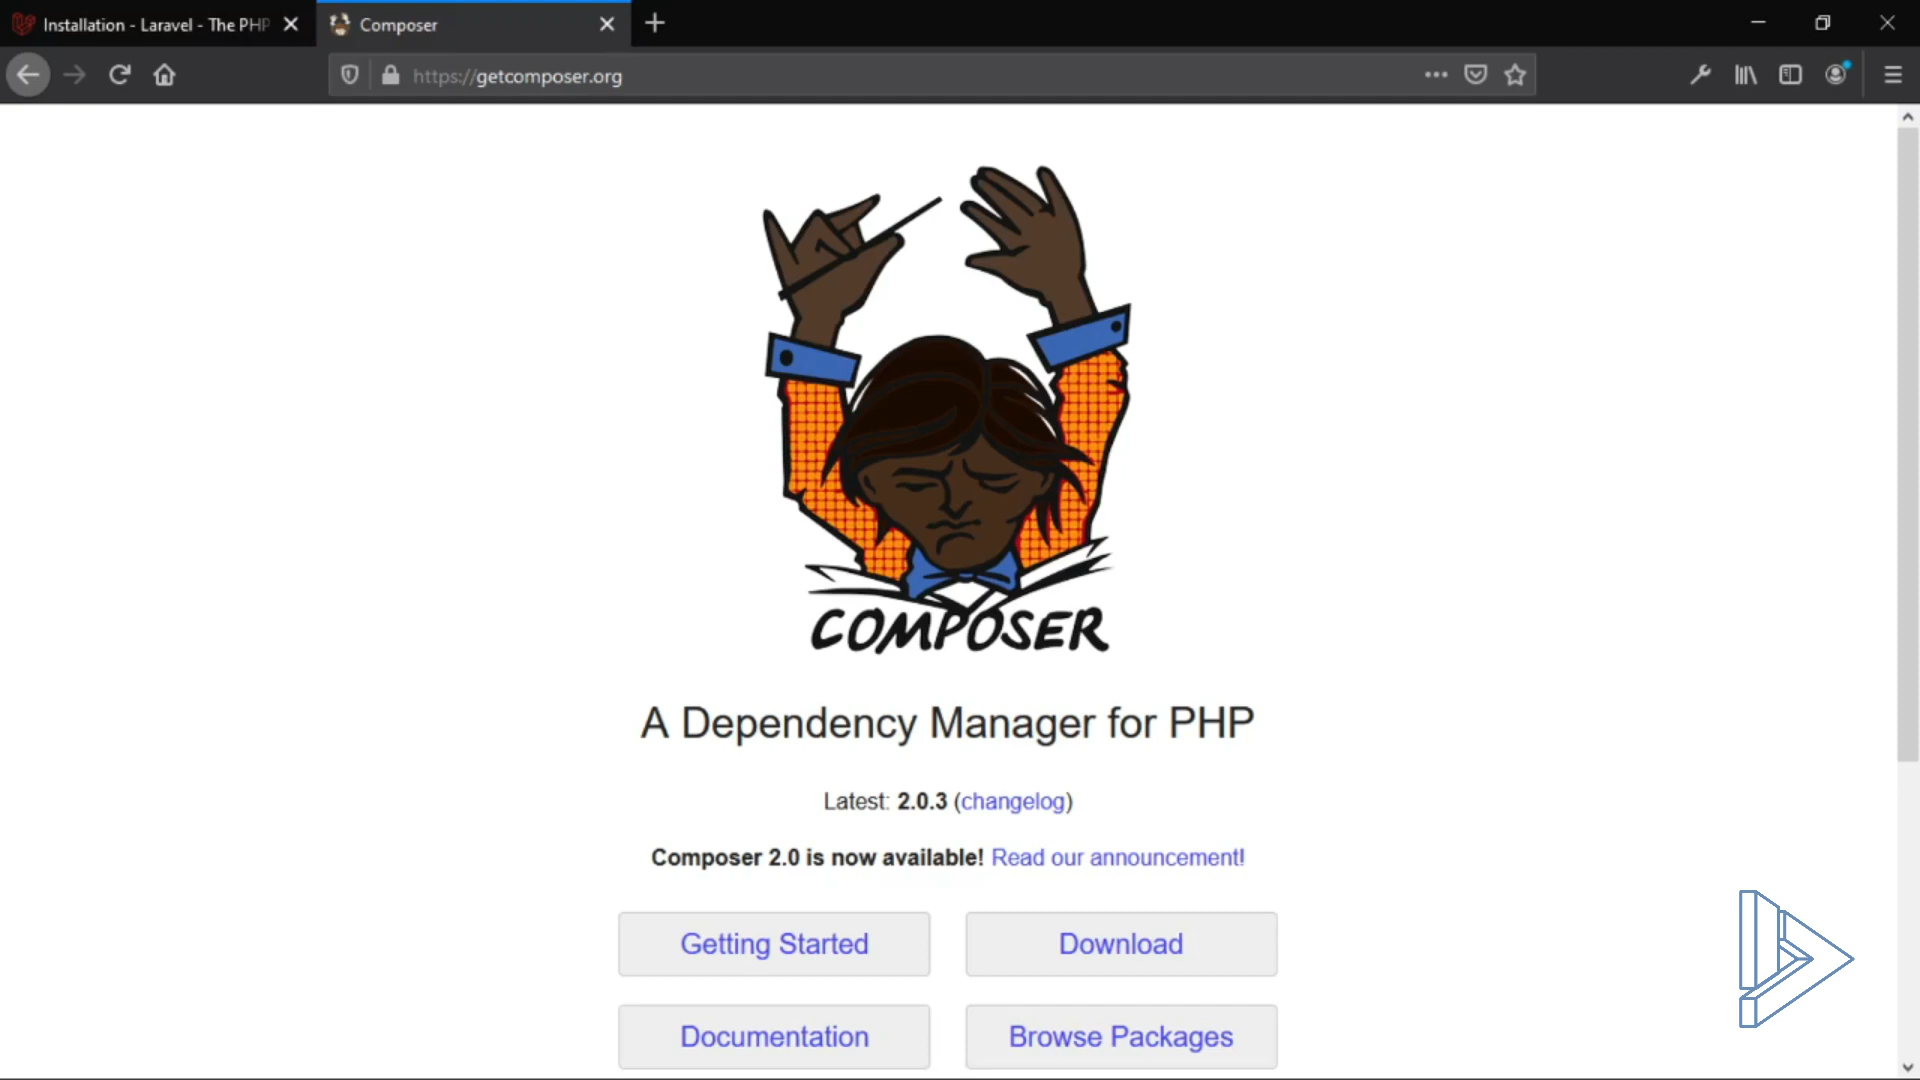 Installation - Laravel - The PHP
Composer
https://getcomposer.org
COMPOSER
A Dependency Manager for PHP
Latest: 2.0.3 (changelog)
Composer 2.0 is now available! Read our announcement!
Getting Started
Download
Documentation
Browse Packages